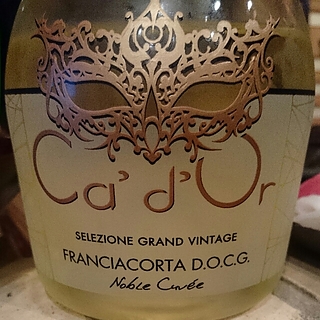 Ca' d'Or
SELEZIONE GRAND VINTAGE
FRANCIACORTA D.O.C.G.
Noble Cuvée